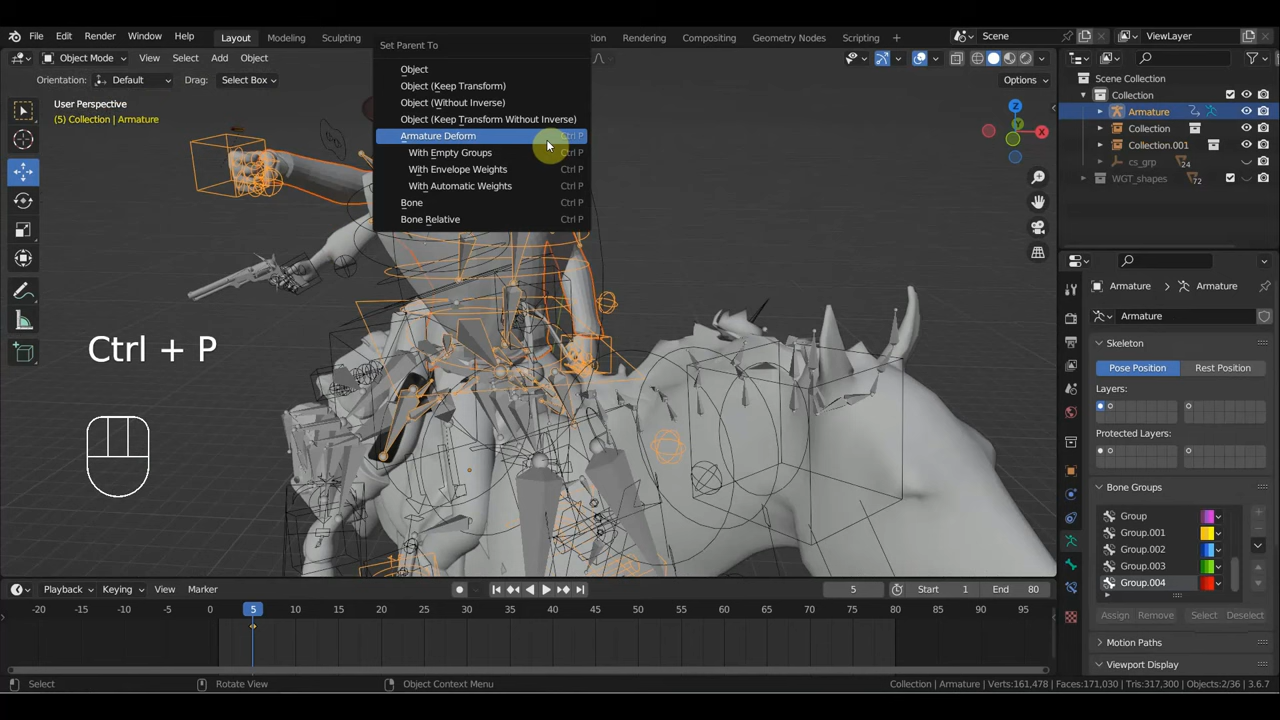 File Edit Render Window Help Layout Modeling Sculpting Rendering Compositing Geometry Nodes Scripting + Scene ViewLayer
Object Mode View Select Add Object Options
Orientation: Default Drag: Select Box
User Perspective
(5) Collection | Armature
Set Parent To
Object
Object (Keep Transform)
Object (Without Inverse)
Object (Keep Transform Without Inverse)
Armature Deform Ctrl P
With Empty Groups Ctrl P
With Envelope Weights Ctrl P
With Automatic Weights Ctrl P
Bone Ctrl P
Bone Relative Ctrl P
X
Y
Z
Ctrl + P
Scene Collection
Collection
Armature
Collection
Collection.001
cs_grp 24
WGT_shapes 72
Armature > Armature
Armature
Skeleton
Pose Position Rest Position
Layers:
Protected Layers:
Bone Groups
Group
Group.001
Group.002
Group.003
Group.004
Assign Remove Select Deselect
Motion Paths
Viewport Display
Playback Keying View Marker 5 Start 1 End 80
-20 -15 -10 -5 0 5 10 15 20 25 30 35 40 45 50 55 60 65 70 75 80 85 90 95
Select Rotate View Object Context Menu Collection | Armature | Verts:161,478 | Faces:171,030 | Tris:317,300 | Objects:2/36 | 3.6.7